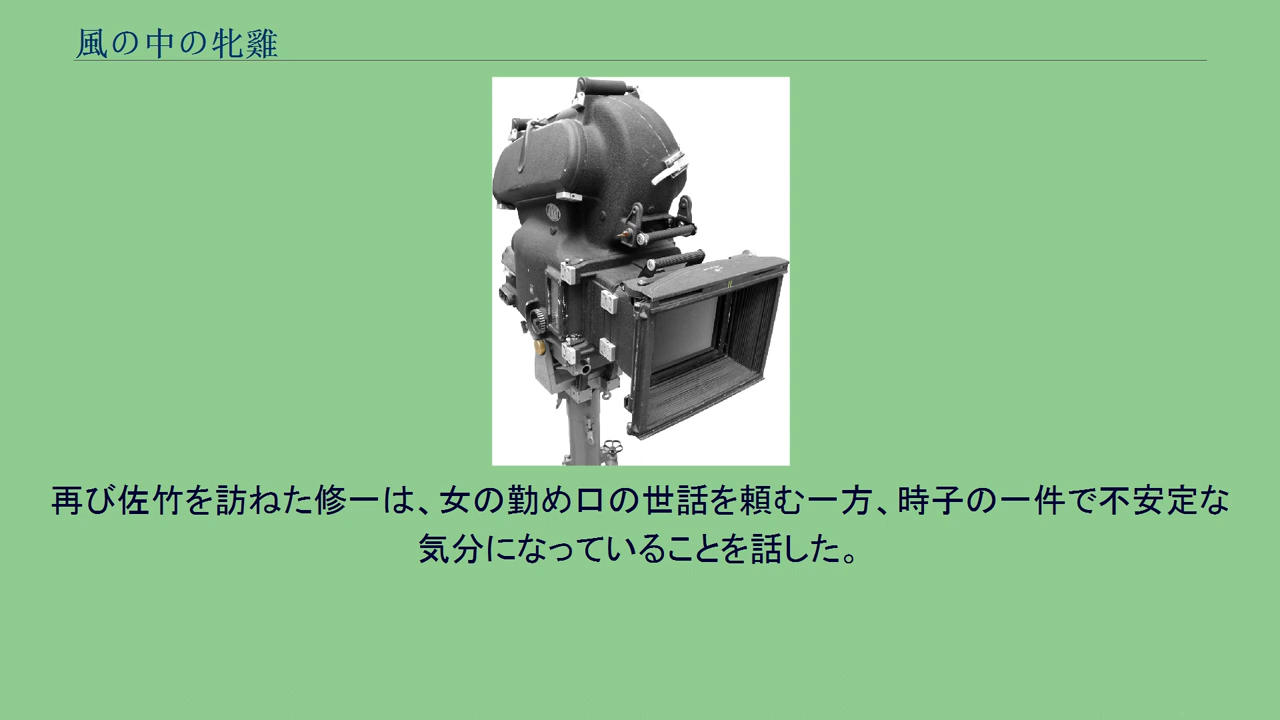 風の中の牝雞
再び佐竹を訪ねた修一は、女の勤め口の世話を頼む一方、時子の一件で不安定な
気分になっていることを話した。